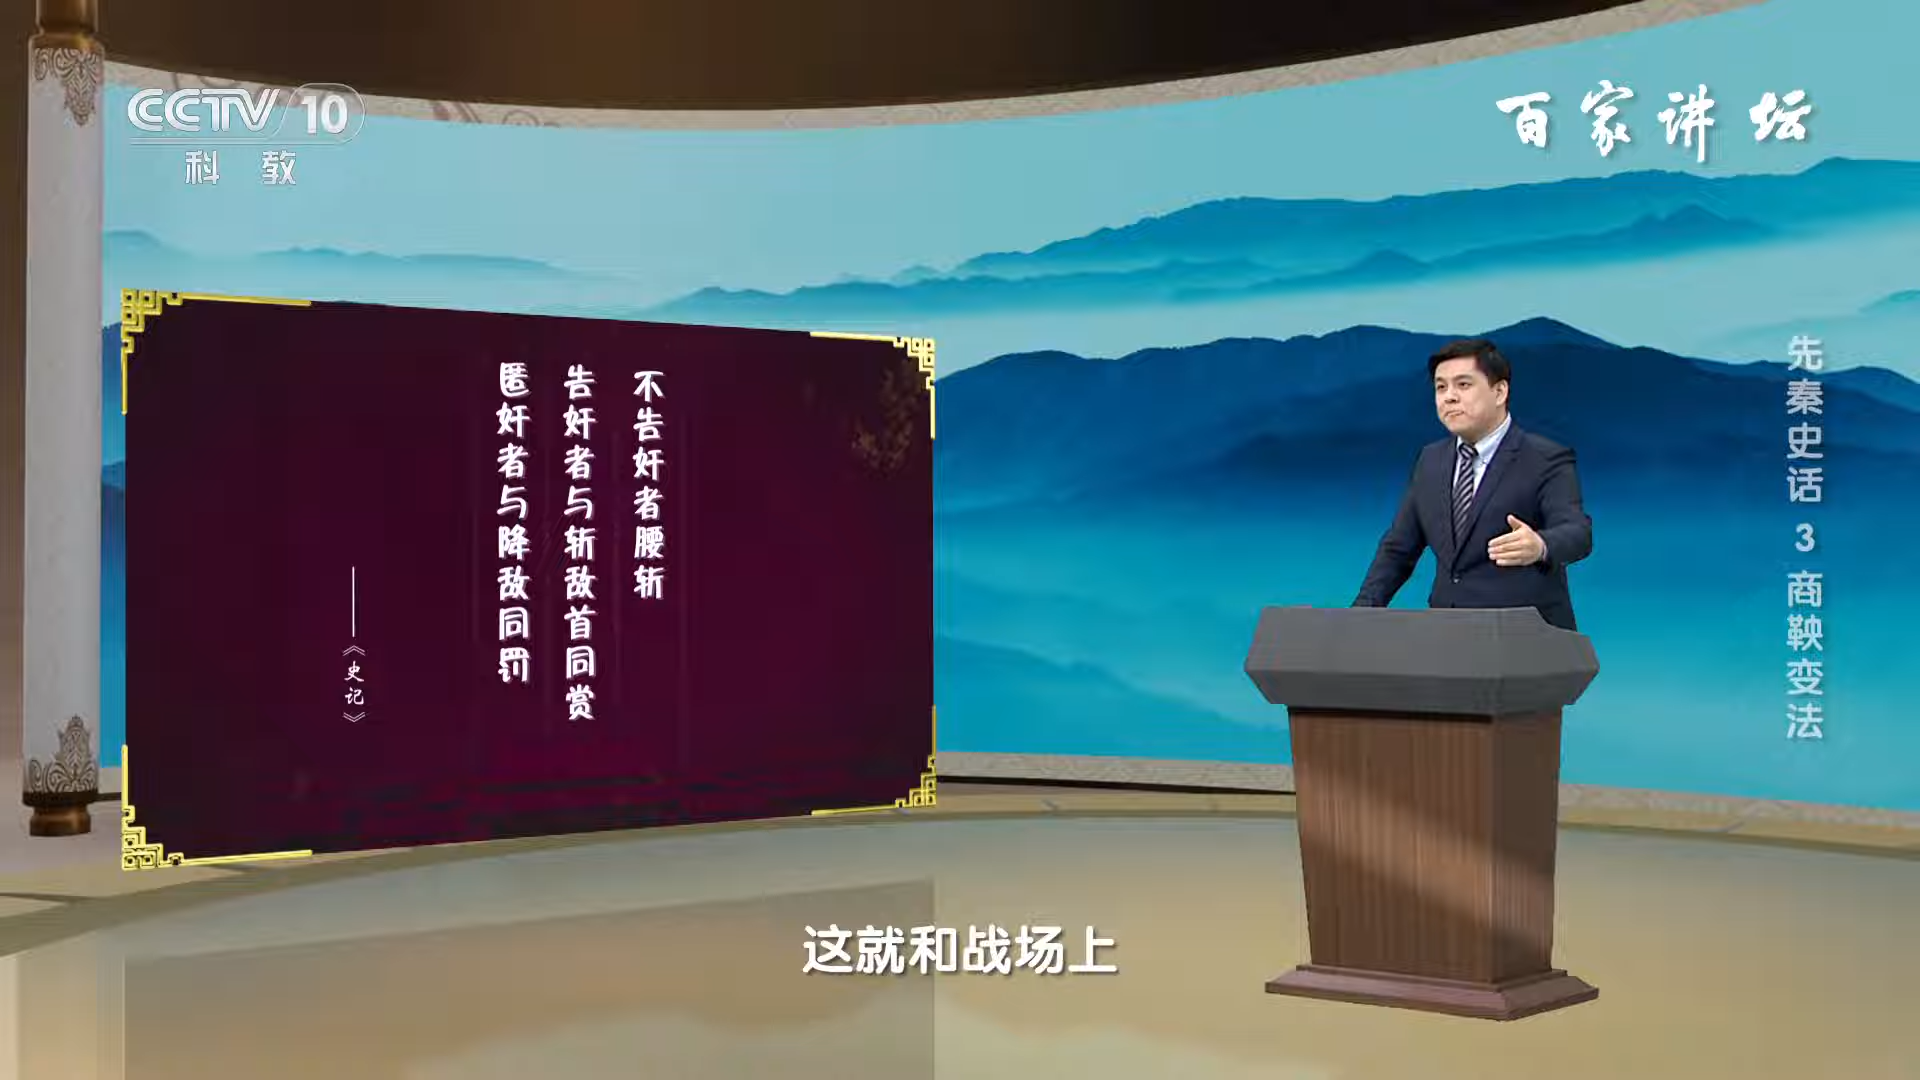 CCTV 10
科 教
百家讲坛
不告奸者腰斩
告奸者与斩敌首同赏
匿奸者与降敌同罚
——《史记》
先秦史话 3 商鞅变法
这就和战场上